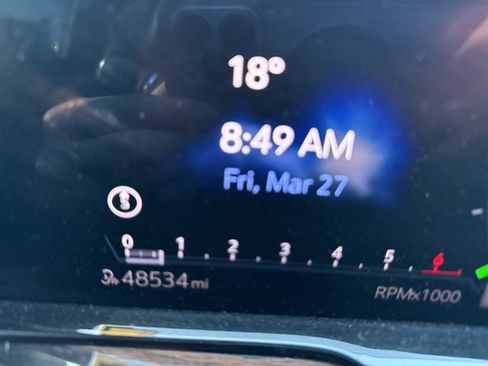 18°
8:49 AM
Fri, Mar 27
0 1 2 3 4 5 6
48534 mi
RPMx1000